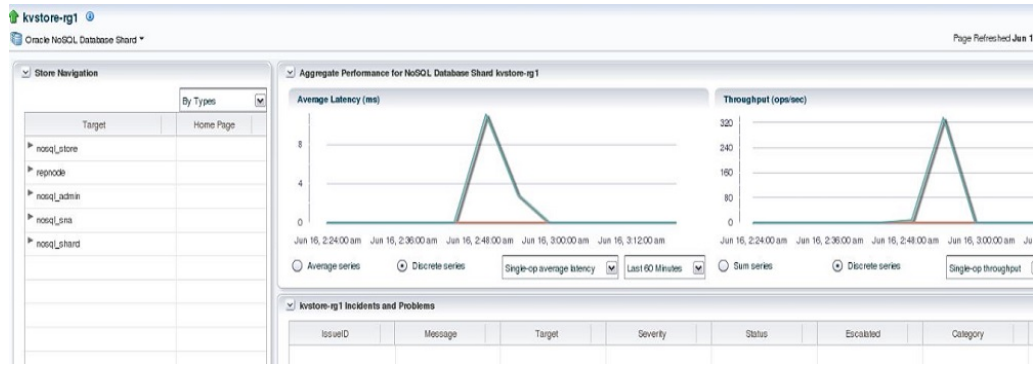 kvstore-rg1
Oracle NoSQL Database Shard
Page Refreshed Jun 1
Store Navigation
By Types
Target Home Page
nosql_store
repnode
nosql_admin
nosql_sna
nosql_shard
Aggregate Performance for NoSQL Database Shard kvstore-rg1
Average Latency (ms)
8
4
0
Jun 16, 2:24:00 am Jun 16, 2:36:00 am Jun 16, 2:48:00 am Jun 16, 3:00:00 am Jun 16, 3:12:00 am
Average series Discrete series Single-op average latency Last 60 Minutes
Throughput (ops/sec)
320
240
160
80
0
Jun 16, 2:24:00 am Jun 16, 2:36:00 am Jun 16, 2:48:00 am Jun 16, 3:00:00 am Ju
Sum series Discrete series Single-op throughput
kvstore-rg1 Incidents and Problems
IssueID Message Target Severity Status Escalated Category